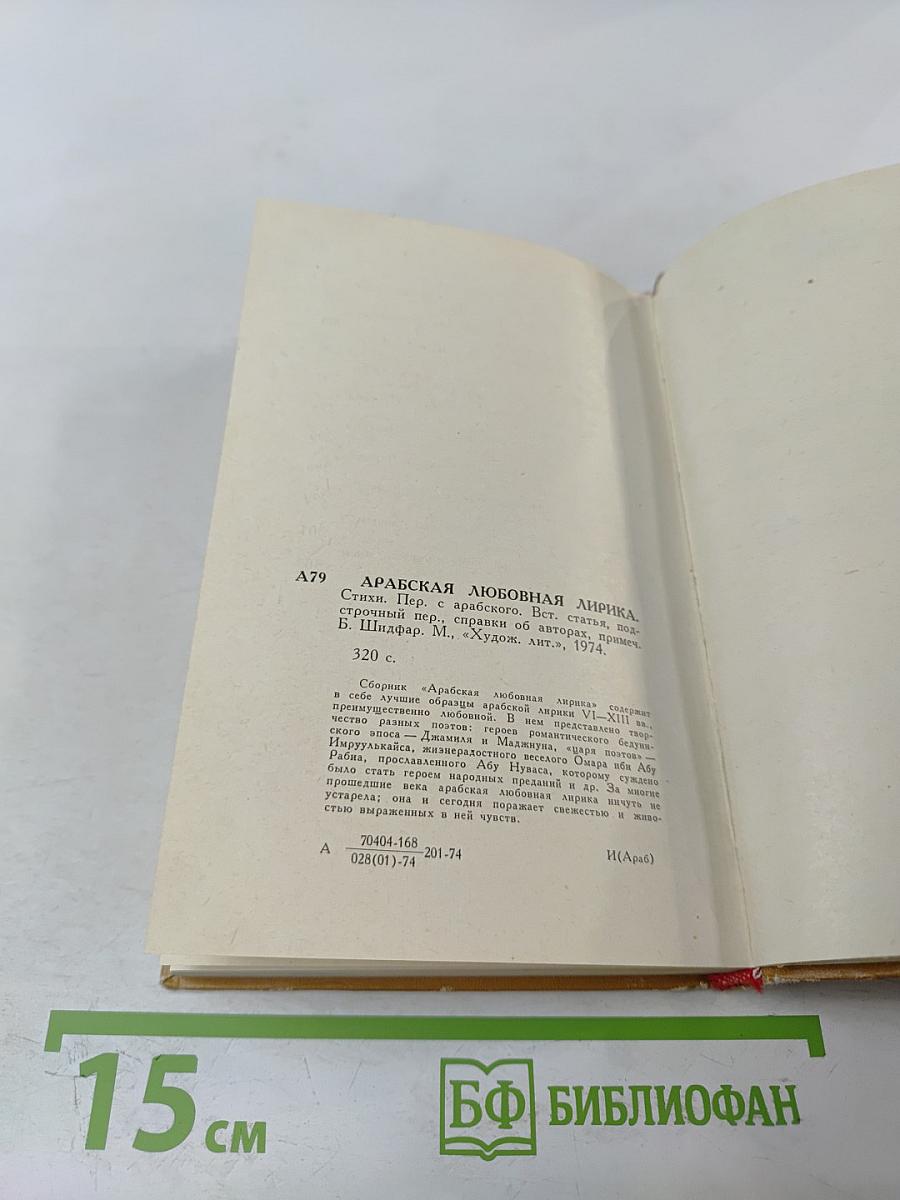 А79 АРАБСКАЯ ЛЮБОВНАЯ ЛИРИКА.
Стихи. Пер. с арабского. Вст. статья, под-
строчный пер., справки об авторах, примеч.
Б. Шидфар. М., «Худож. лит.», 1974.
320 с.
Сборник «Арабская любовная лирика» содержит
в себе лучшие образцы арабской лирики VI—XIII вв.,
преимущественно любовной. В нем представлено твор-
чество разных поэтов: героев романтического бедуин-
ского эпоса — Джамиля и Маджнуна, «царя поэтов» —
Имруулькайса, жизнерадостного веселого Омара ибн Абу
Рабиа, прославленного Абу Нуваса, которому суждено
было стать героем народных преданий и др. За многие
прошедшие века арабская любовная лирика ничуть не
устарела; она и сегодня поражает свежестью и живо-
стью выраженных в ней чувств.
А 70404-168
028(01)-74 201-74 И(Араб)
15 см БФ БИБЛИОФАН